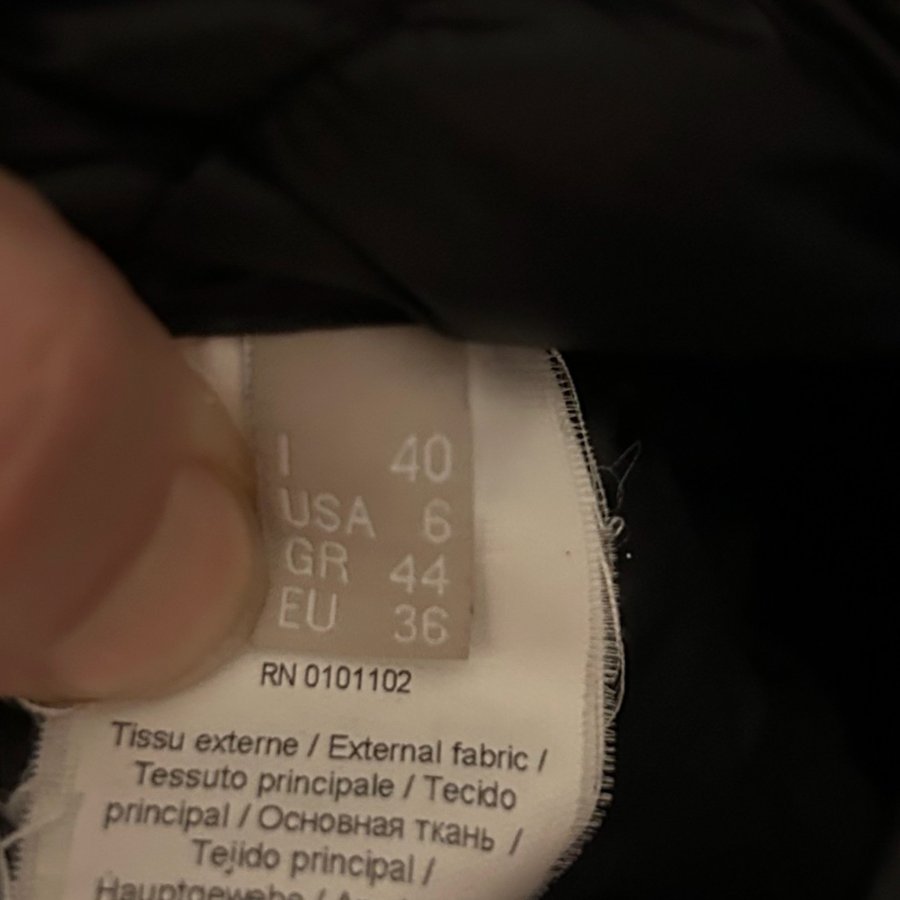 I 40
USA 6
GR 44
EU 36
RN 0101102
Tissu externe / External fabric /
Tessuto principale / Tecido
principal / Основная ткань /
Tejido principal /
Hauptgewebe /